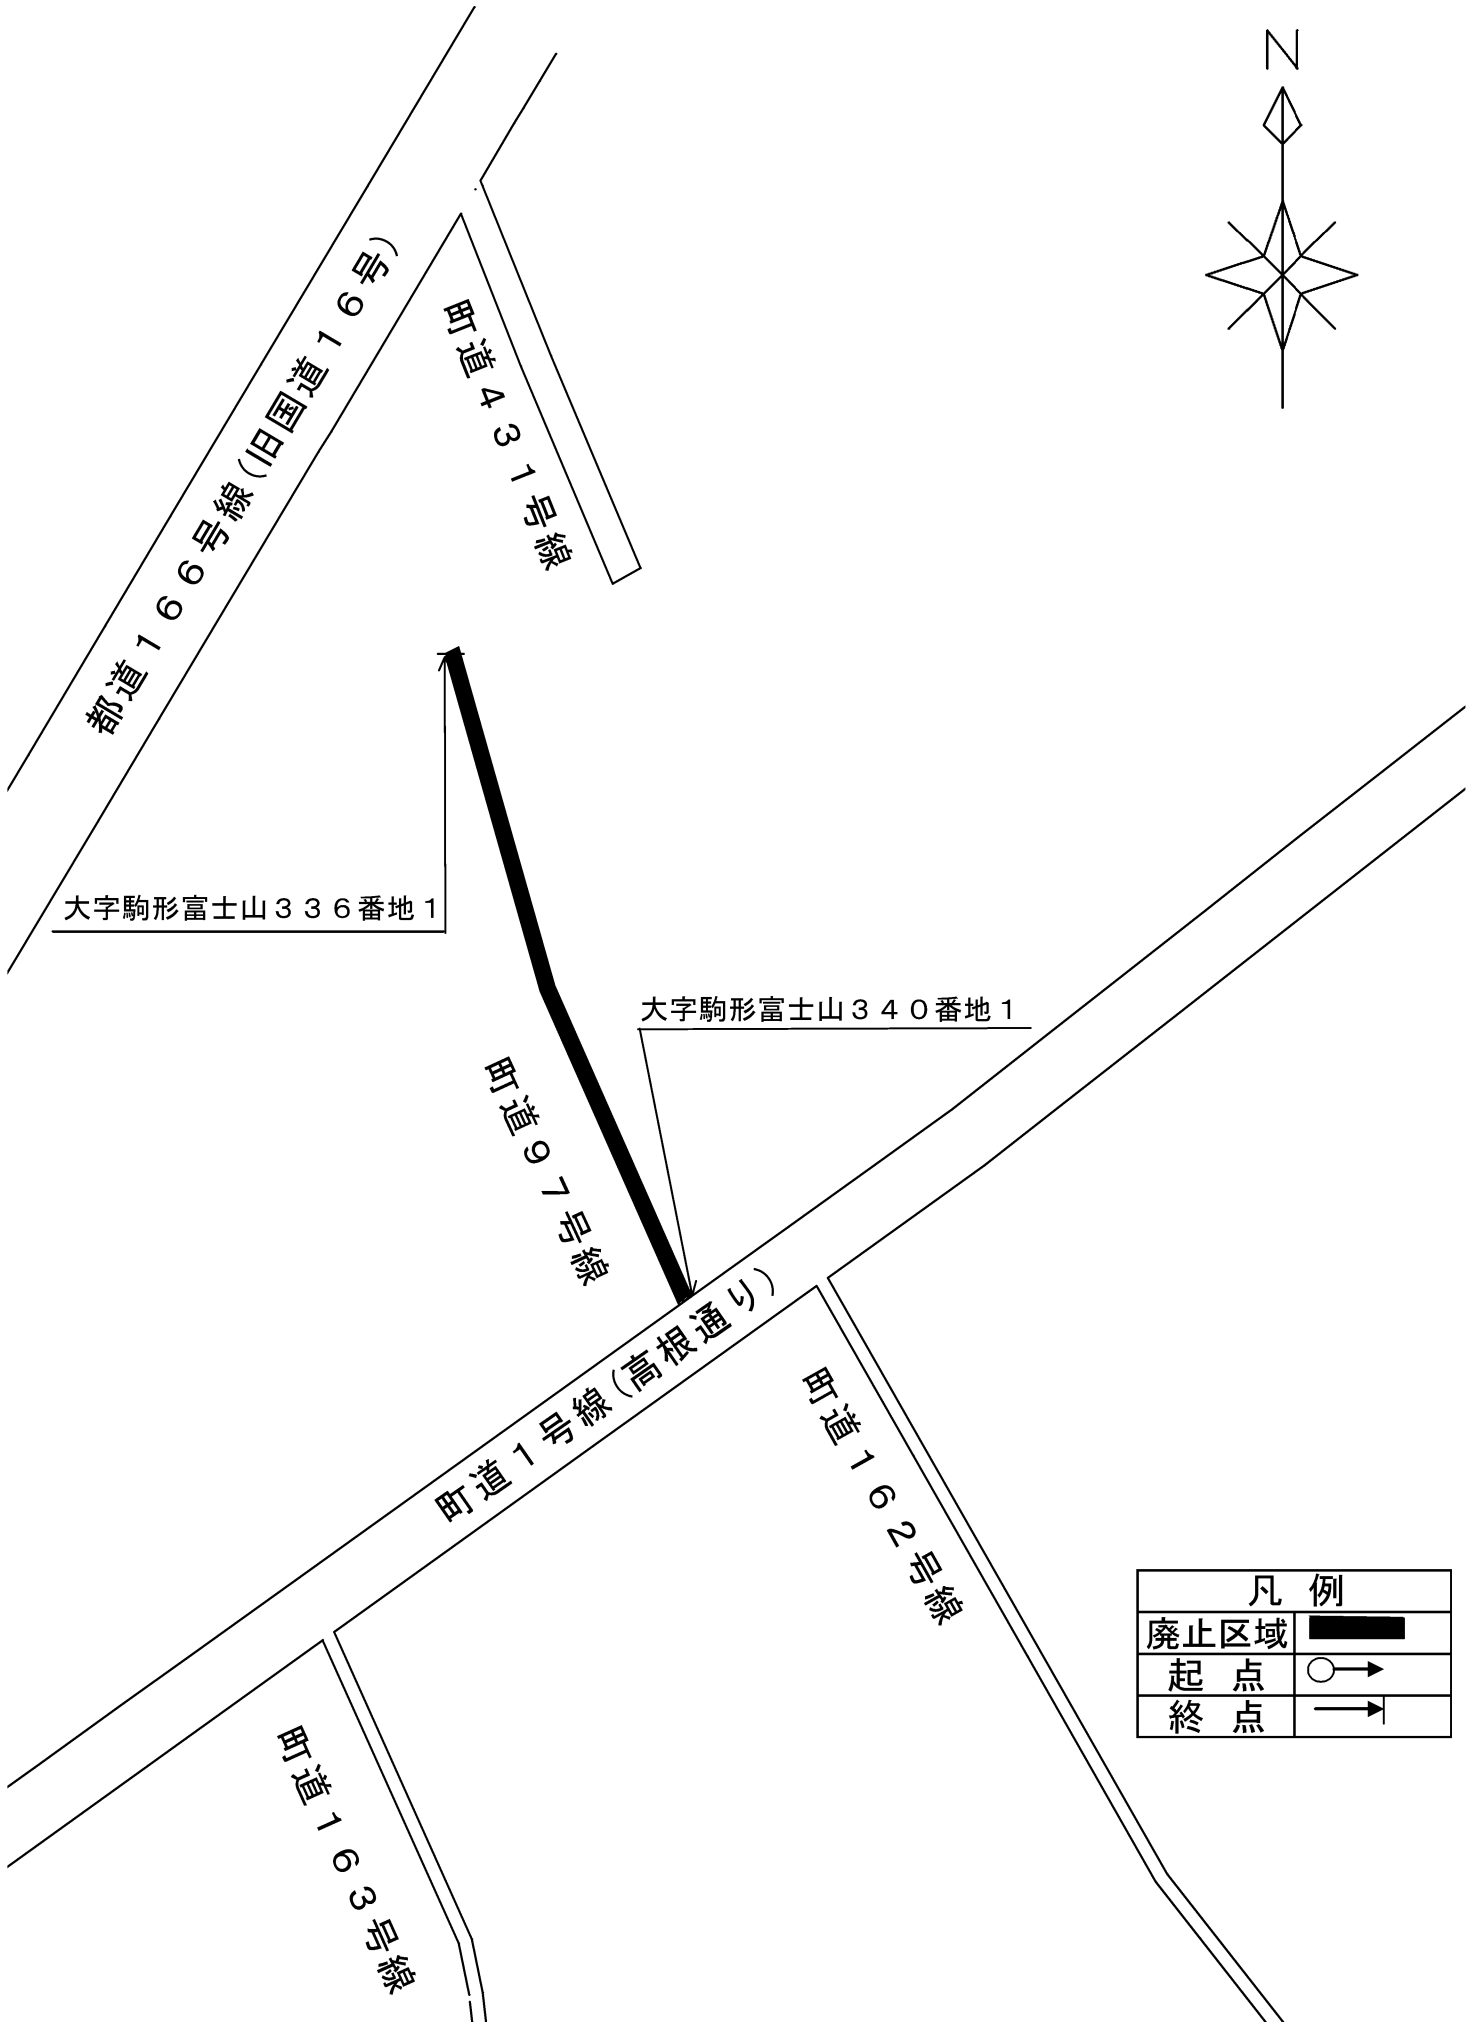 N
都道１６６号線（旧国道１６号）
町道４３１号線
大字駒形富士山３３６番地１
大字駒形富士山３４０番地１
町道９７号線
町道１号線（高根通り）
町道１６２号線
町道１６３号線
凡 例
廃止区域
起 点
終 点